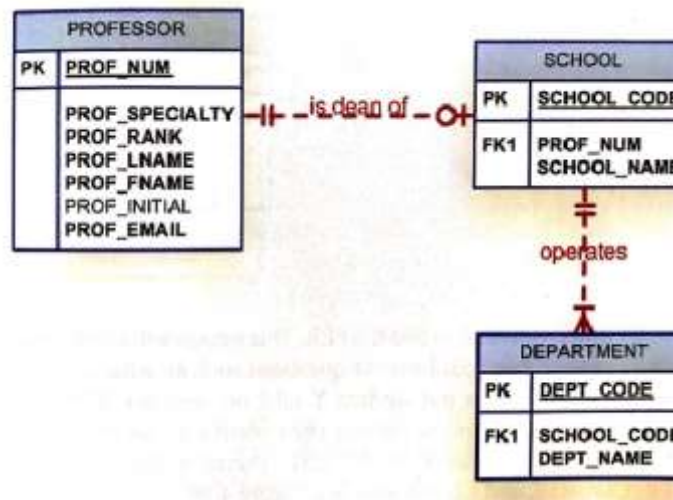 PROFESSOR
PK PROF_NUM
PROF_SPECIALTY
PROF_RANK
PROF_LNAME
PROF_FNAME
PROF_INITIAL
PROF_EMAIL
is dean of
SCHOOL
PK SCHOOL_CODE
FK1 PROF_NUM
SCHOOL_NAME
operates
DEPARTMENT
PK DEPT_CODE
FK1 SCHOOL_CODE
DEPT_NAME